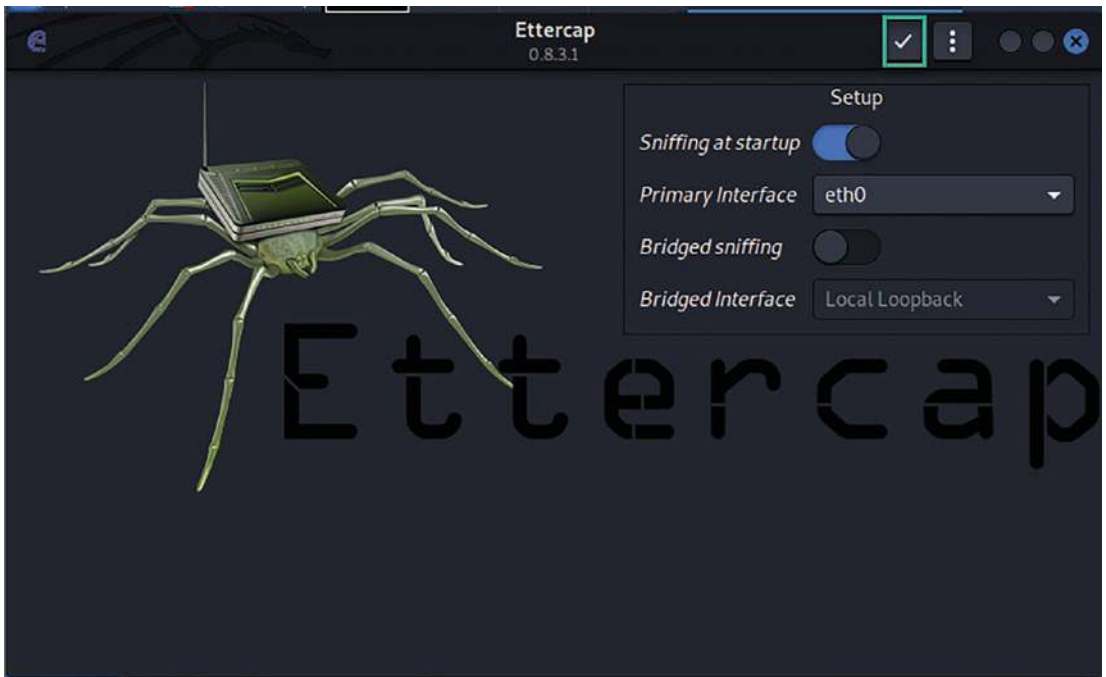 Ettercap
0.8.3.1
Setup
Sniffing at startup
Primary Interface eth0
Bridged sniffing
Bridged Interface Local Loopback
Ettercap